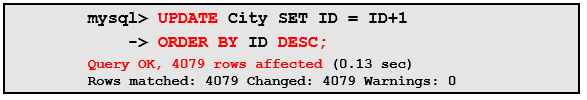 mysql> UPDATE City SET ID = ID+1
-> ORDER BY ID DESC;
Query OK, 4079 rows affected (0.13 sec)
Rows matched: 4079 Changed: 4079 Warnings: 0